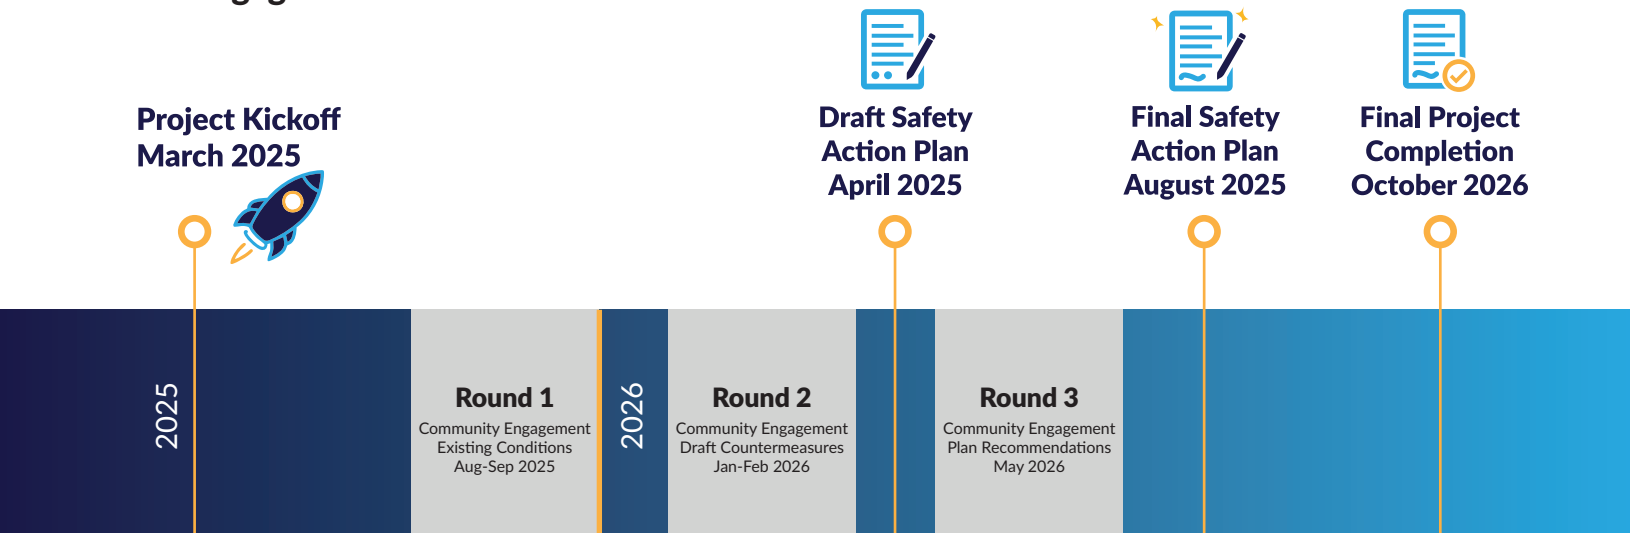 Project Kickoff
March 2025
Draft Safety
Action Plan
April 2025
Final Safety
Action Plan
August 2025
Final Project
Completion
October 2026
2025
Round 1
Community Engagement
Existing Conditions
Aug-Sep 2025
2026
Round 2
Community Engagement
Draft Countermeasures
Jan-Feb 2026
Round 3
Community Engagement
Plan Recommendations
May 2026